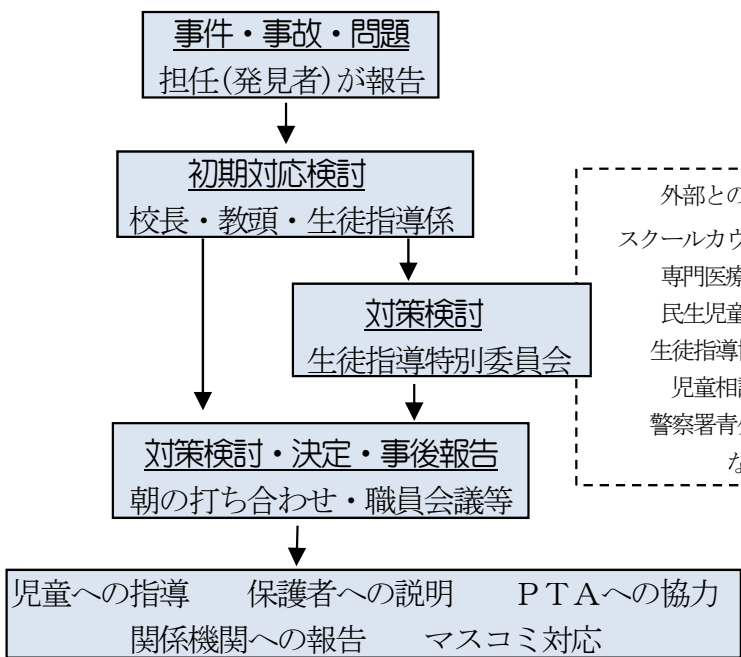 事件・事故・問題
担任(発見者)が報告
初期対応検討
校長・教頭・生徒指導係
対策検討
生徒指導特別委員会
対策検討・決定・事後報告
朝の打ち合わせ・職員会議等
児童への指導　　保護者への説明　　ＰＴＡへの協力
関係機関への報告　　マスコミ対応
外部との
スクールカウ
専門医療
民生児童
生徒指導
児童相
警察署青